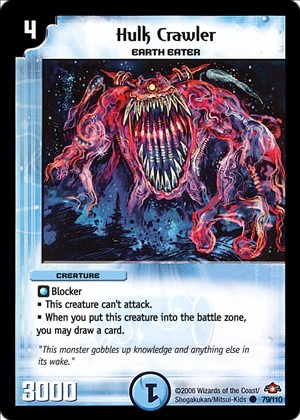 4
Hulk Crawler
EARTH EATER
CREATURE
Blocker
▪ This creature can't attack.
▪ When you put this creature into the battle zone,
you may draw a card.
"This monster gobbles up knowledge and anything else in
its wake."
3000
1
©2006 Wizards of the Coast/
Shogakukan/Mitsui-Kids ● 79/110